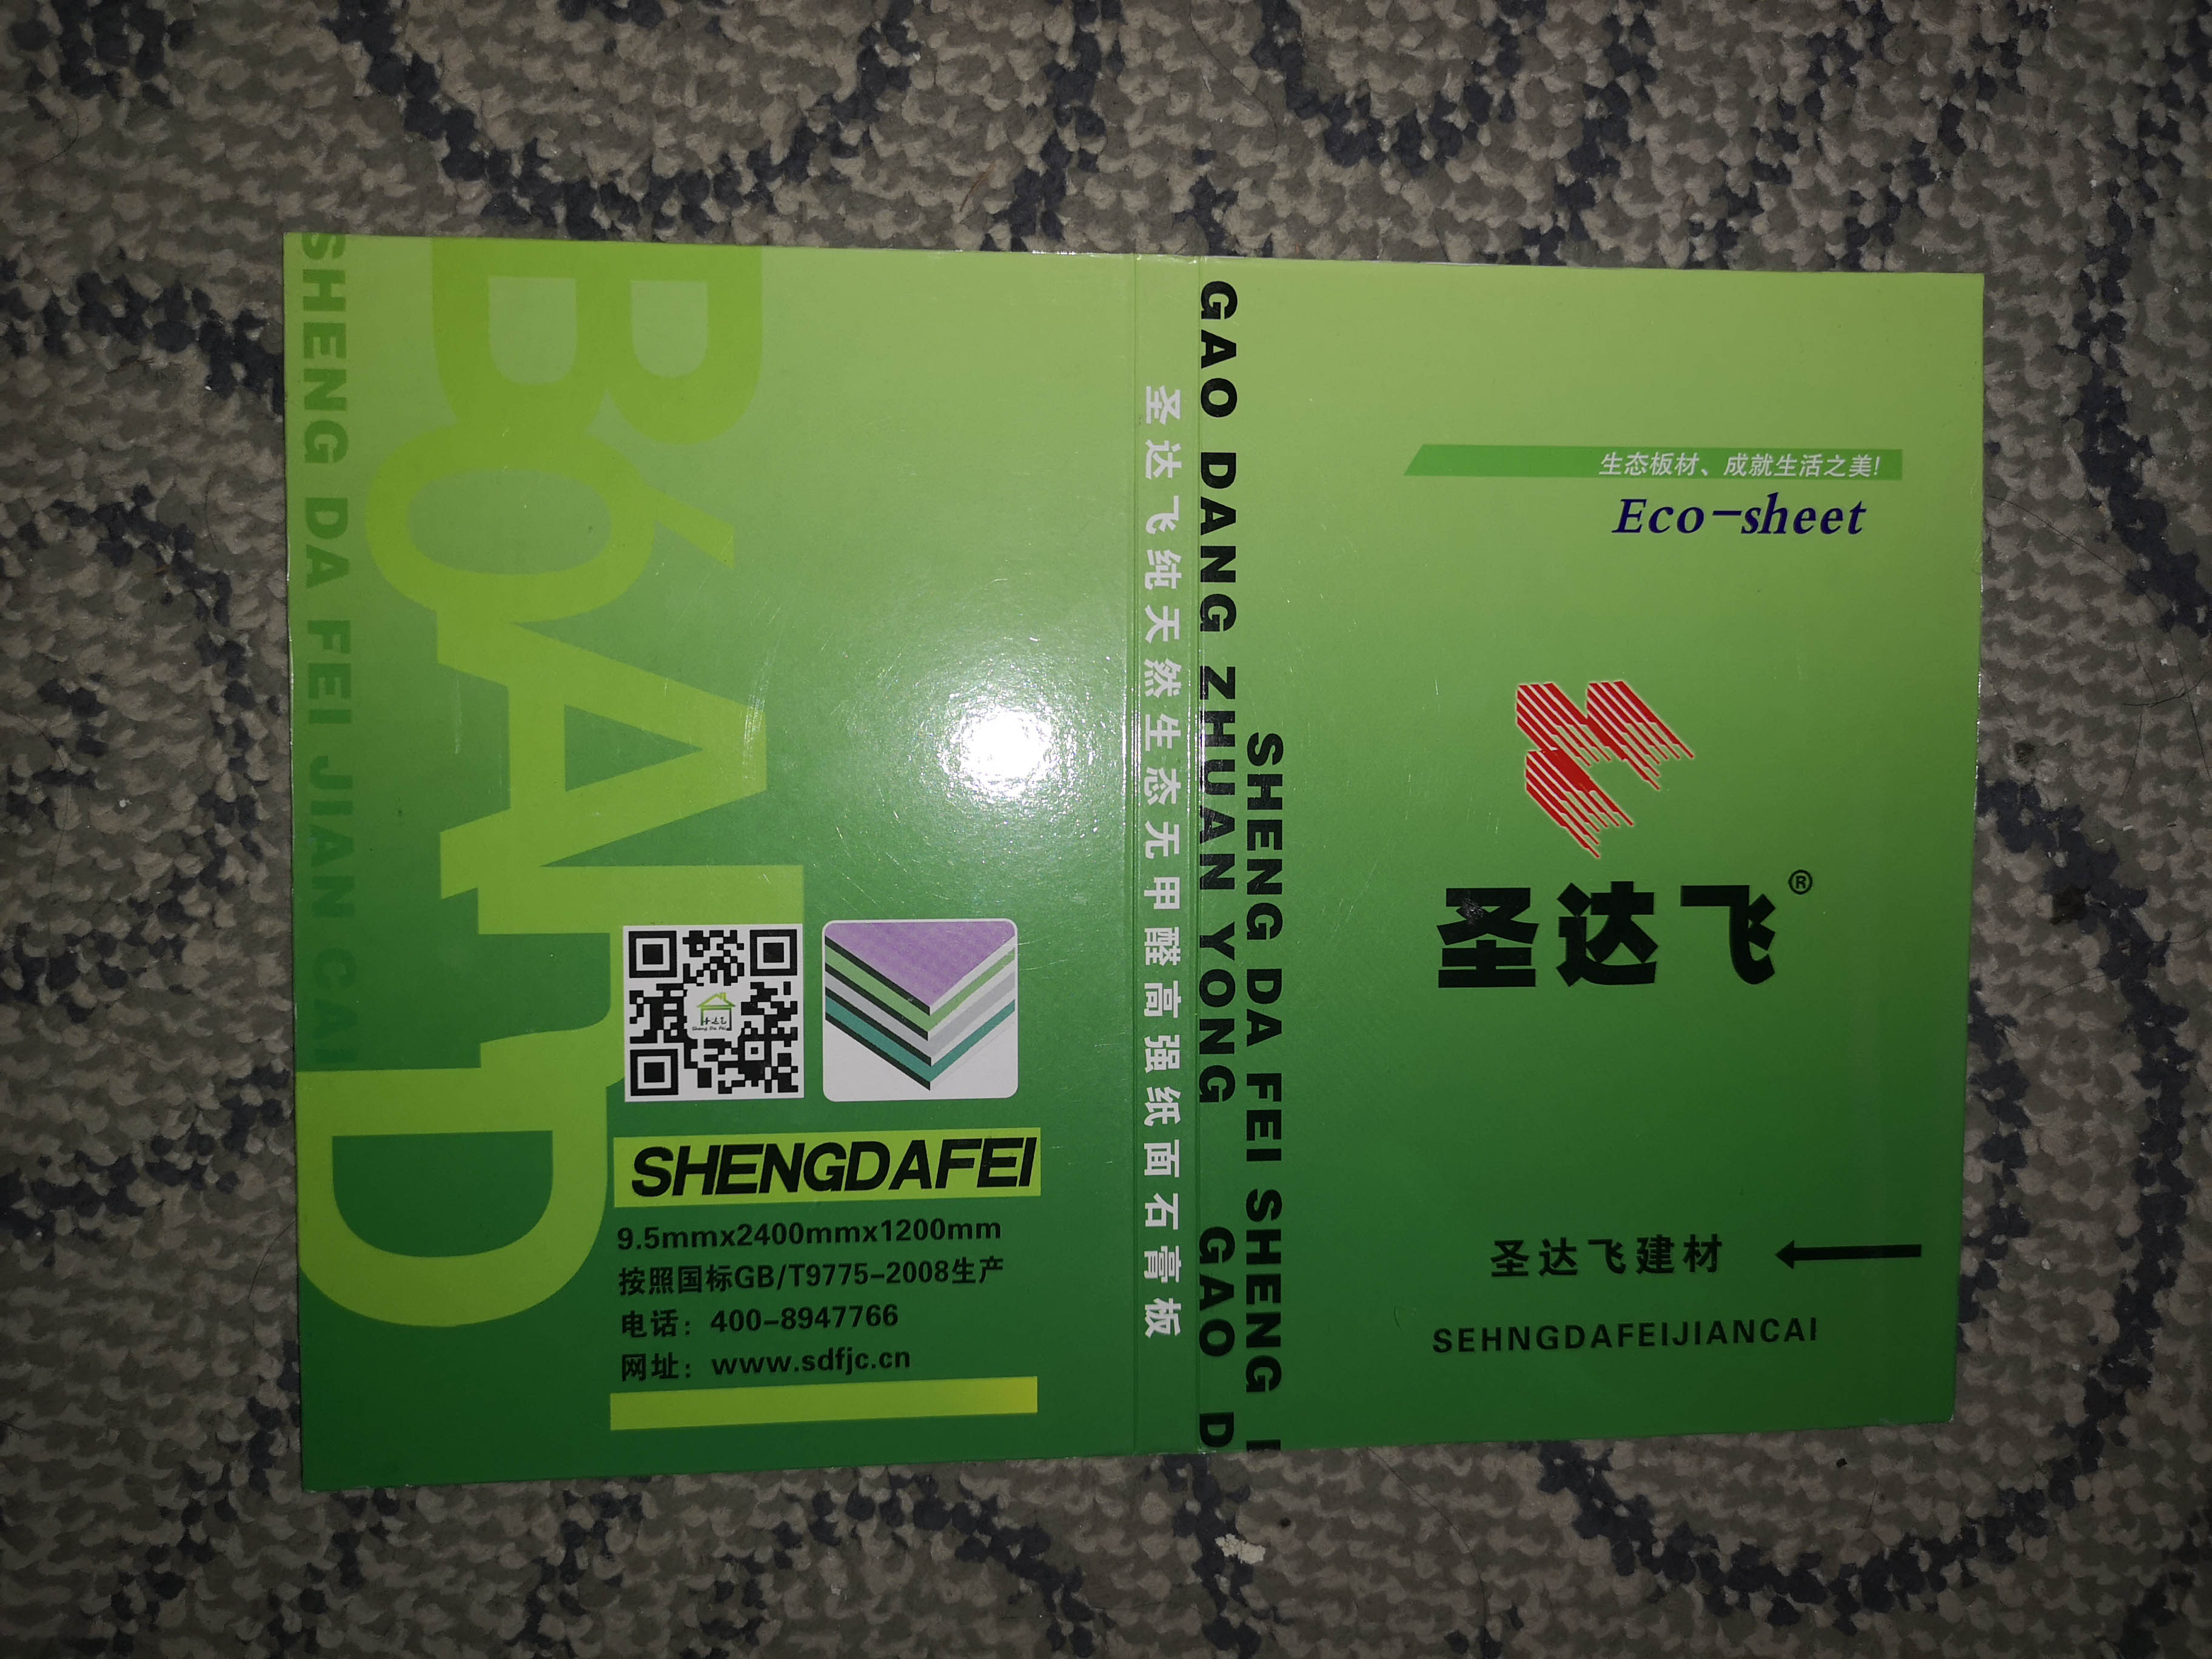 SHENG DA FEI JIAN CAI
SHENGDAFEI
9.5mmx2400mmx1200mm
按照国标GB/T9775-2008生产
电话：400-8947766
网址：www.sdfjc.cn
圣达飞纯天然生态无甲醛高强纸面石膏板
GAO DANG ZHUAN YONG GAO D
SHENG DA FEI SHENG
生态板材、成就生活之美!
Eco-sheet
圣达飞®
圣达飞建材
SEHNGDAFEIJIANCAI